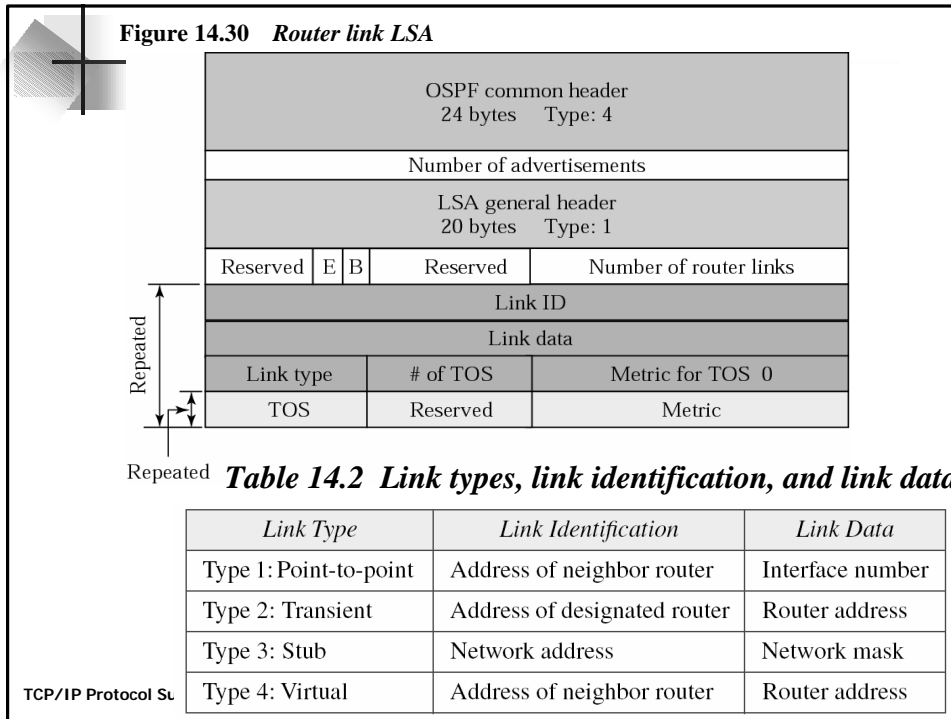 Figure 14.30 Router link LSA
OSPF common header
24 bytes Type: 4
Number of advertisements
LSA general header
20 bytes Type: 1
Reserved E B Reserved Number of router links
Link ID
Link data
Link type # of TOS Metric for TOS 0
TOS Reserved Metric
Repeated
Repeated
Table 14.2 Link types, link identification, and link data
Link Type Link Identification Link Data
Type 1: Point-to-point Address of neighbor router Interface number
Type 2: Transient Address of designated router Router address
Type 3: Stub Network address Network mask
Type 4: Virtual Address of neighbor router Router address
TCP/IP Protocol Su